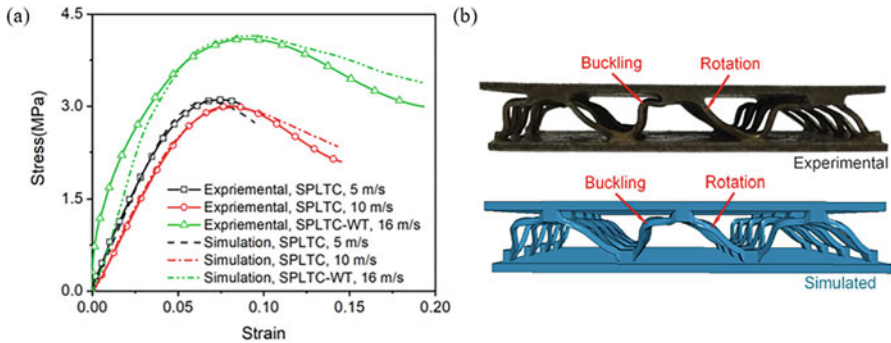 (a)
4.5
3.0
1.5
0.0
Stress(MPa)
Expriemental, SPLTC, 5 m/s
Expriemental, SPLTC, 10 m/s
Expriemental, SPLTC-WT, 16 m/s
Simulation, SPLTC, 5 m/s
Simulation, SPLTC, 10 m/s
Simulation, SPLTC-WT, 16 m/s
0.00 0.05 0.10 0.15 0.20
Strain
(b)
Buckling Rotation
Experimental
Buckling Rotation
Simulated